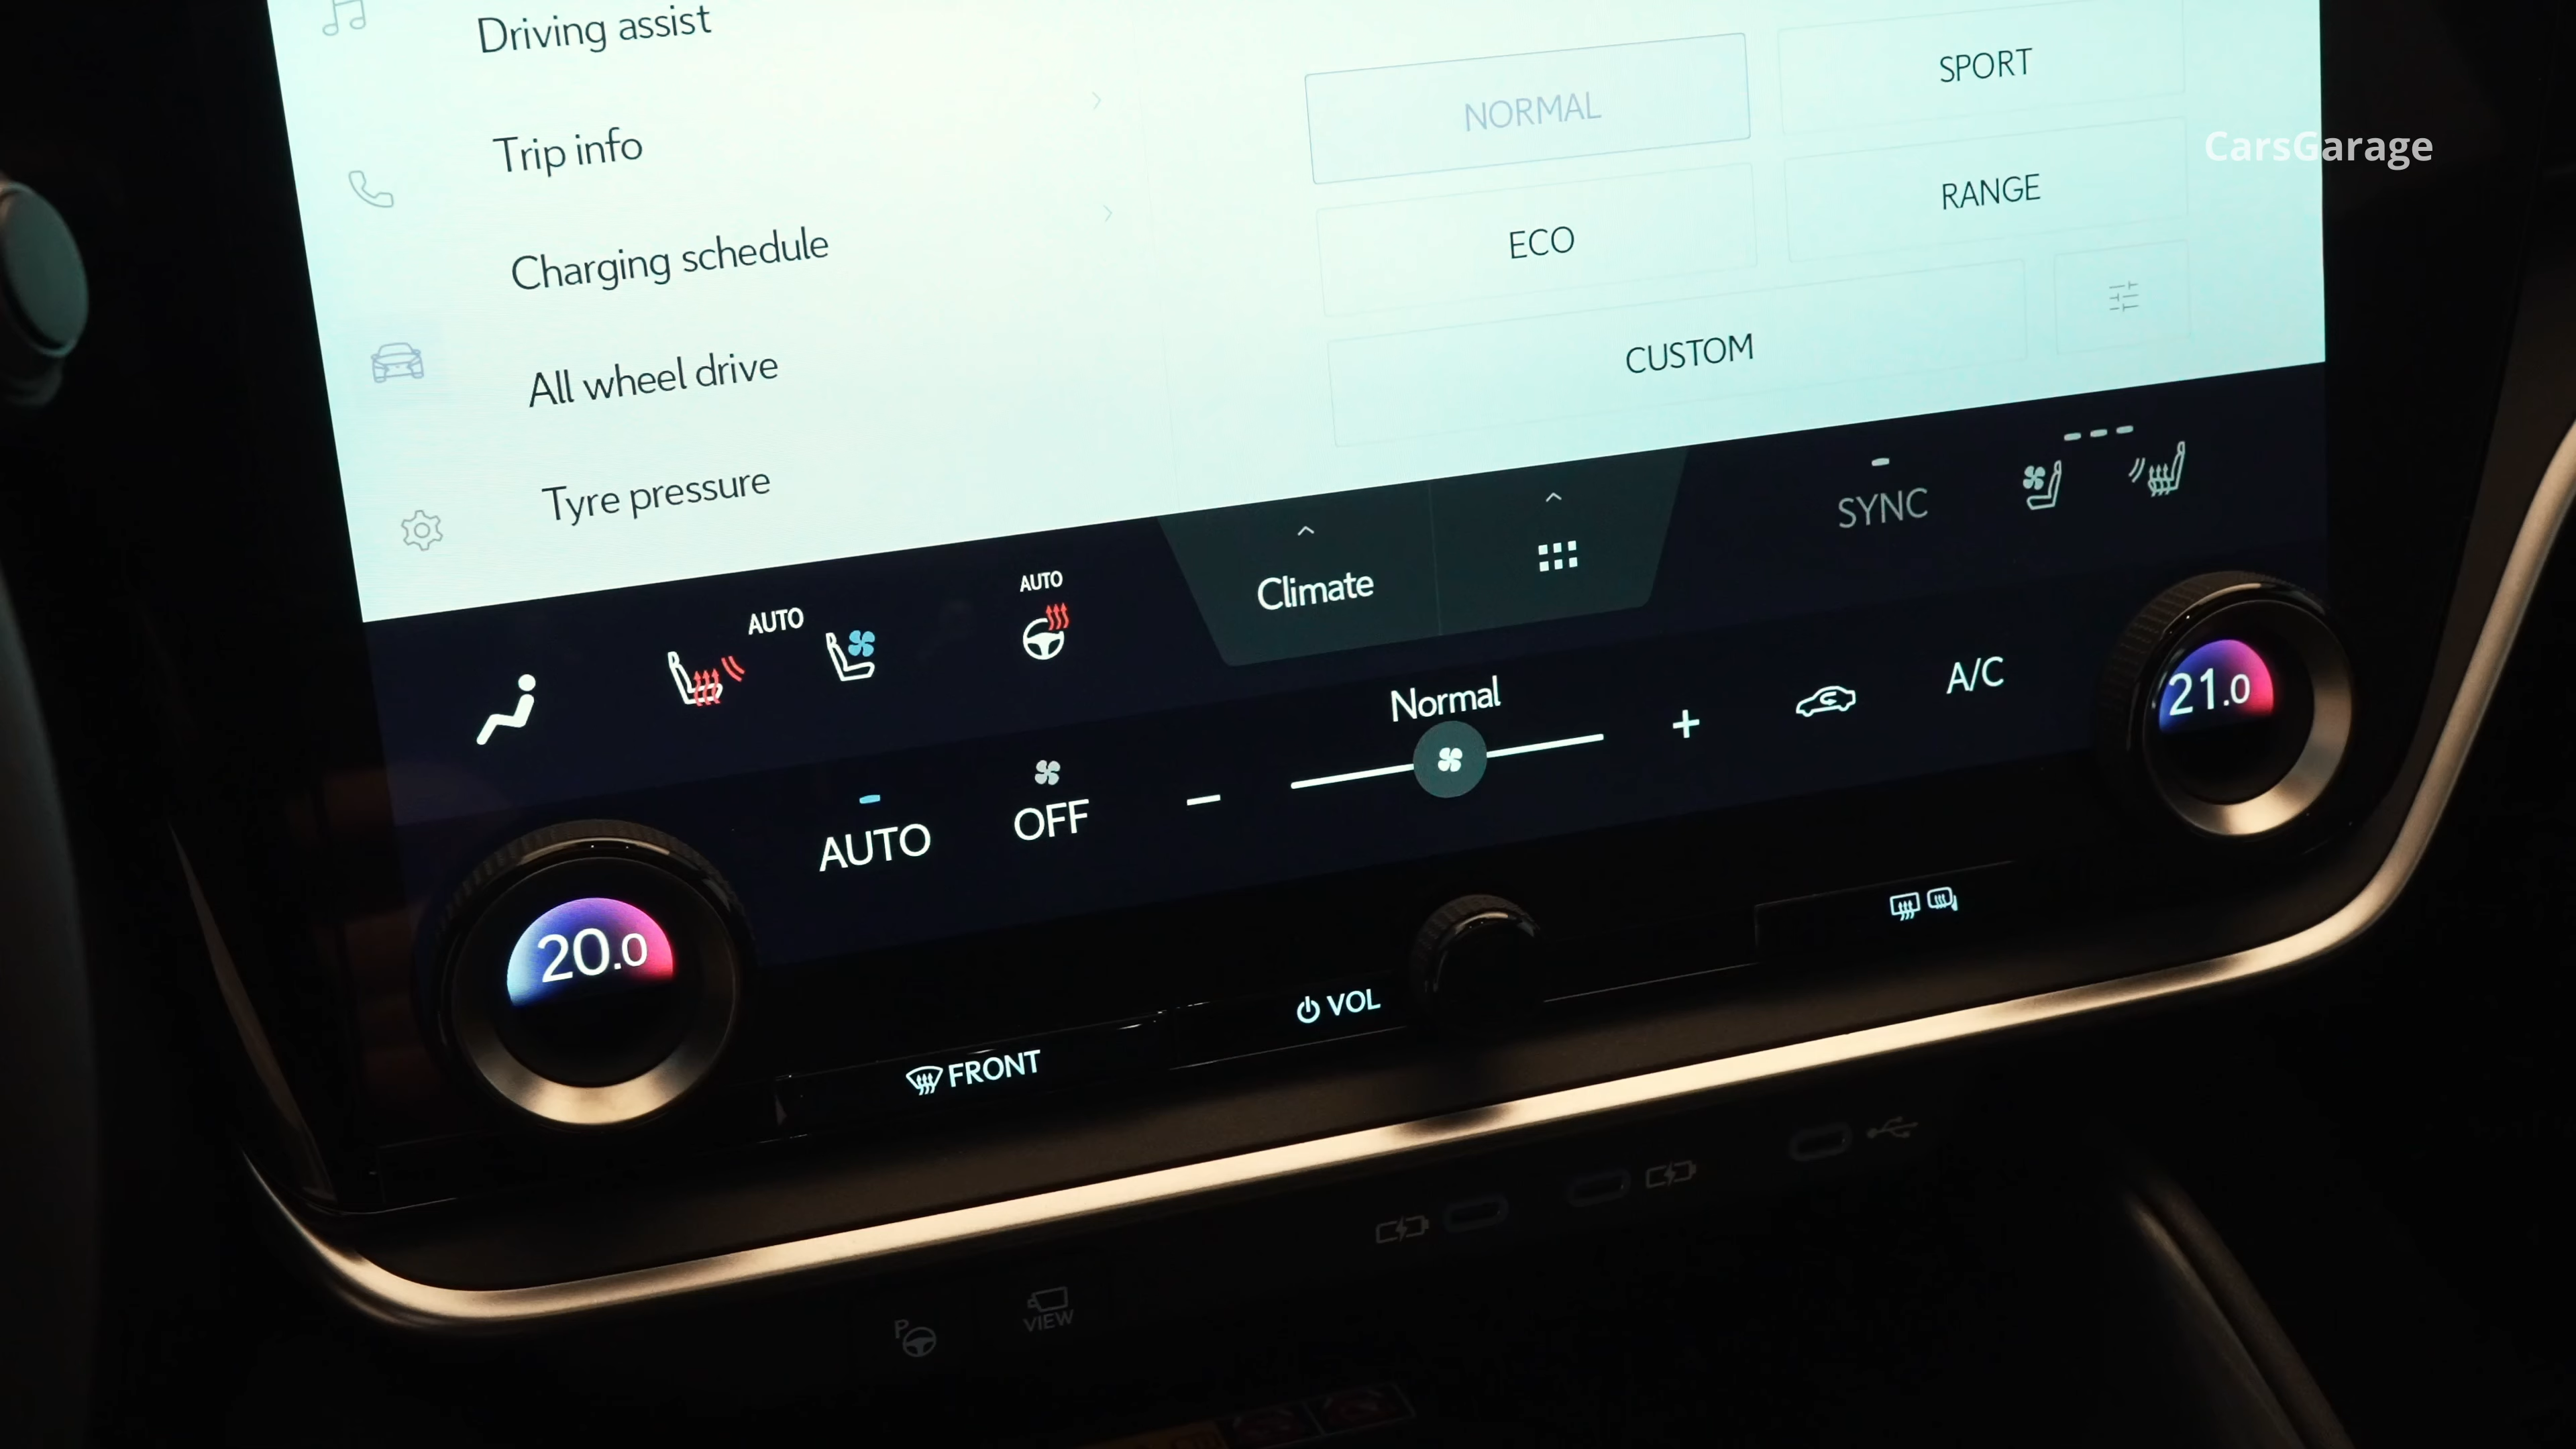 Driving assist
Trip info
Charging schedule
All wheel drive
Tyre pressure
NORMAL
SPORT
ECO
RANGE
CUSTOM
CarsGarage
AUTO
AUTO
Climate
SYNC
Normal
A/C
21.0
AUTO
OFF
20.0
FRONT
VOL
P
VIEW